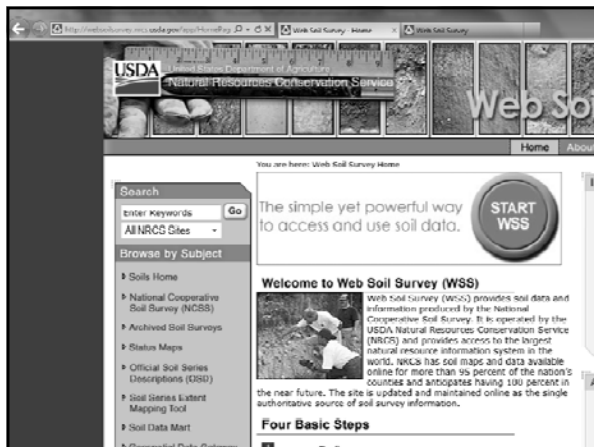 http://websoilsurvey.nrcs.usda.gov/app/HomePag
Web Soil Survey - Home
Web Soil Survey
USDA
United States Department of Agriculture
Natural Resources Conservation Service
Web Soi
Home
About
You are here: Web Soil Survey Home
Search
Enter Keywords
Go
All NRCS Sites
Browse by Subject
Soils Home
National Cooperative
Soil Survey (NCSS)
Archived Soil Surveys
Status Maps
Official Soil Series
Descriptions (OSD)
Soil Series Extent
Mapping Tool
Soil Data Mart
Geospatial Data Gateway
The simple yet powerful way
to access and use soil data.
START
WSS
Welcome to Web Soil Survey (WSS)
Web Soil Survey (WSS) provides soil data and
information produced by the National
Cooperative Soil Survey. It is operated by the
USDA Natural Resources Conservation Service
(NRCS) and provides access to the largest
natural resource information system in the
world. NRCS has soil maps and data available
online for more than 95 percent of the nation's
counties and anticipates having 100 percent in
the near future. The site is updated and maintained online as the single
authoritative source of soil survey information.
Four Basic Steps